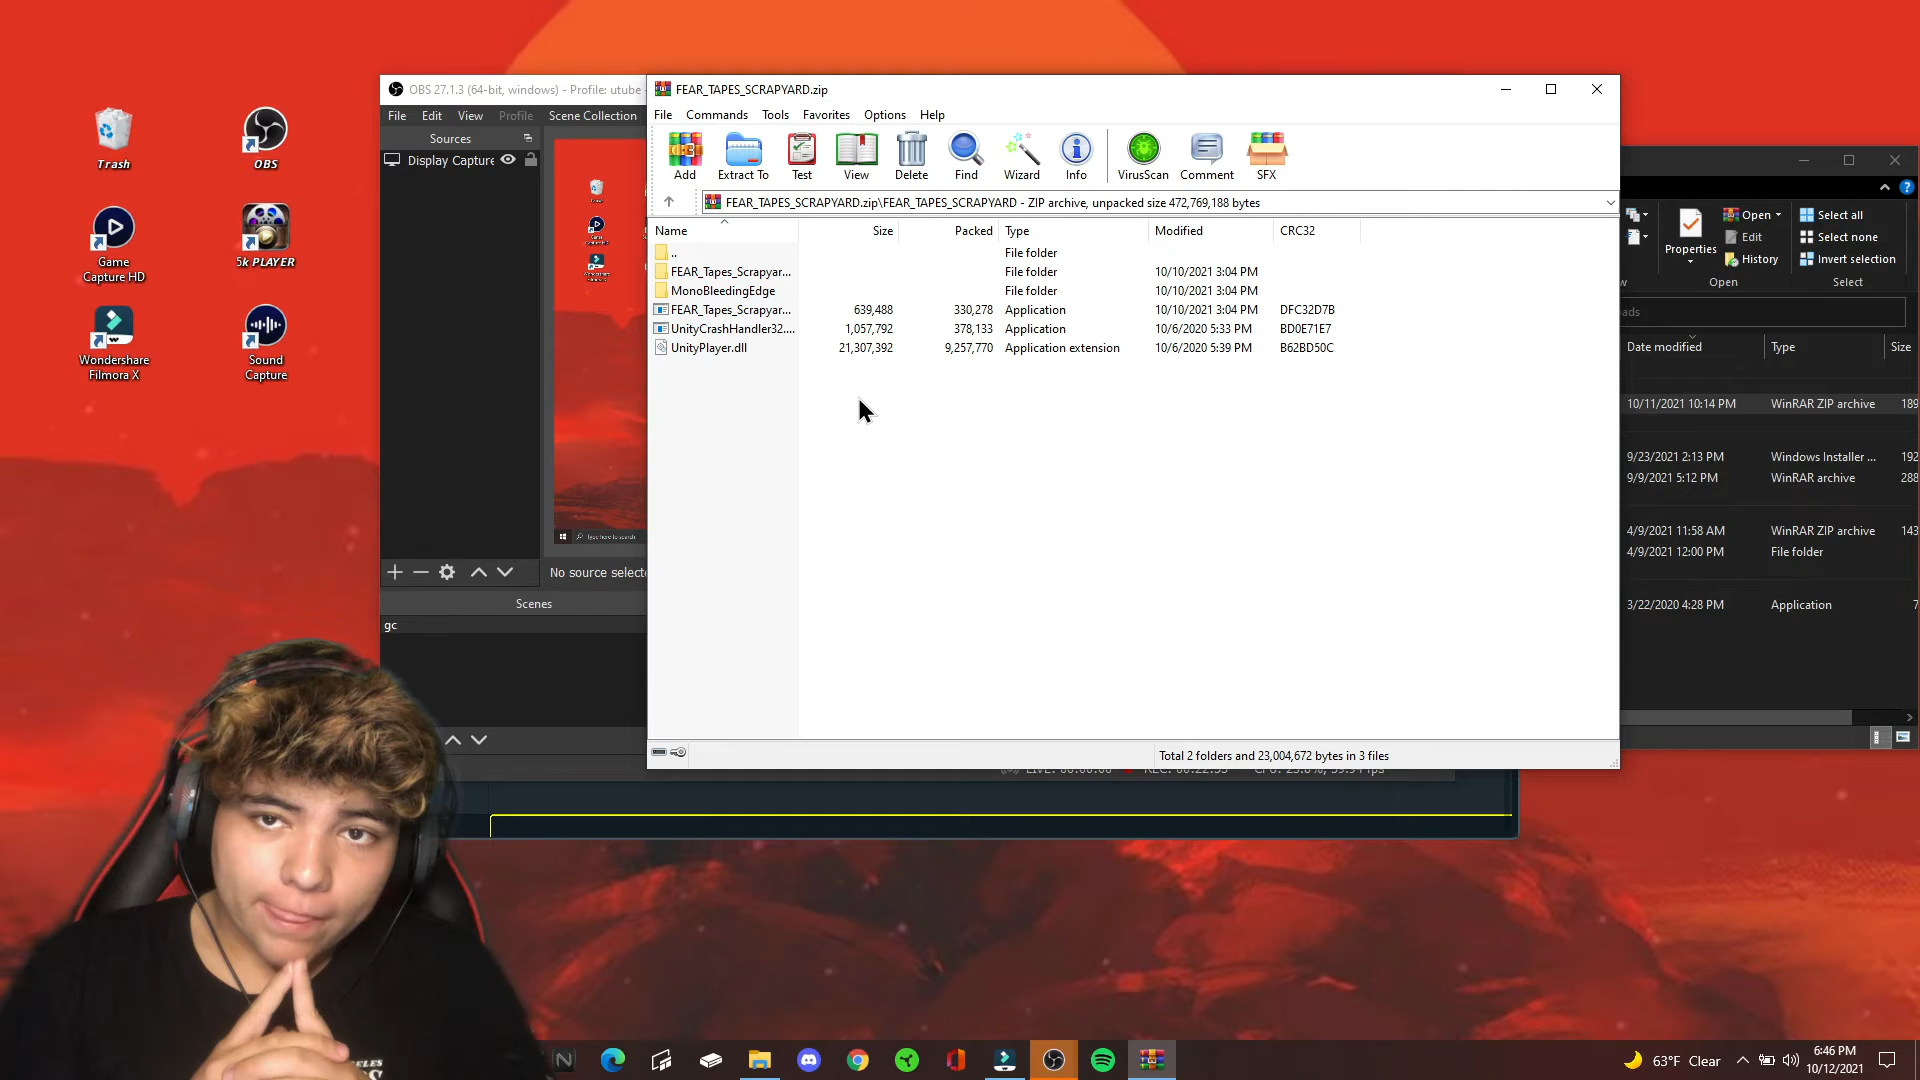 Trash
OBS
Game
Capture HD
5k PLAYER
Wondershare
Filmora X
Sound
Capture
OBS 27.1.3 (64-bit, windows) - Profile: utube
File Edit View Profile Scene Collection
Sources
Display Capture
No source select
Scenes
gc
FEAR_TAPES_SCRAPYARD.zip
File Commands Tools Favorites Options Help
Add Extract To Test View Delete Find Wizard Info VirusScan Comment SFX
FEAR_TAPES_SCRAPYARD.zip\FEAR_TAPES_SCRAPYARD - ZIP archive, unpacked size 472,769,188 bytes
Name Size Packed Type Modified CRC32
.. File folder
FEAR_Tapes_Scrapyar... File folder 10/10/2021 3:04 PM
MonoBleedingEdge File folder 10/10/2021 3:04 PM
FEAR_Tapes_Scrapyar... 639,488 330,278 Application 10/10/2021 3:04 PM DFC32D7B
UnityCrashHandler32.... 1,057,792 378,133 Application 10/6/2020 5:33 PM BD0E71E7
UnityPlayer.dll 21,307,392 9,257,770 Application extension 10/6/2020 5:39 PM B62BD50C
Total 2 folders and 23,004,672 bytes in 3 files
Open Select all
Edit Select none
Properties
History Invert selection
Open Select
ads
Date modified Type Size
10/11/2021 10:14 PM WinRAR ZIP archive 189
9/23/2021 2:13 PM Windows Installer ... 192
9/9/2021 5:12 PM WinRAR archive 288
4/9/2021 11:58 AM WinRAR ZIP archive 143
4/9/2021 12:00 PM File folder
3/22/2020 4:28 PM Application 7
63°F Clear
6:46 PM
10/12/2021